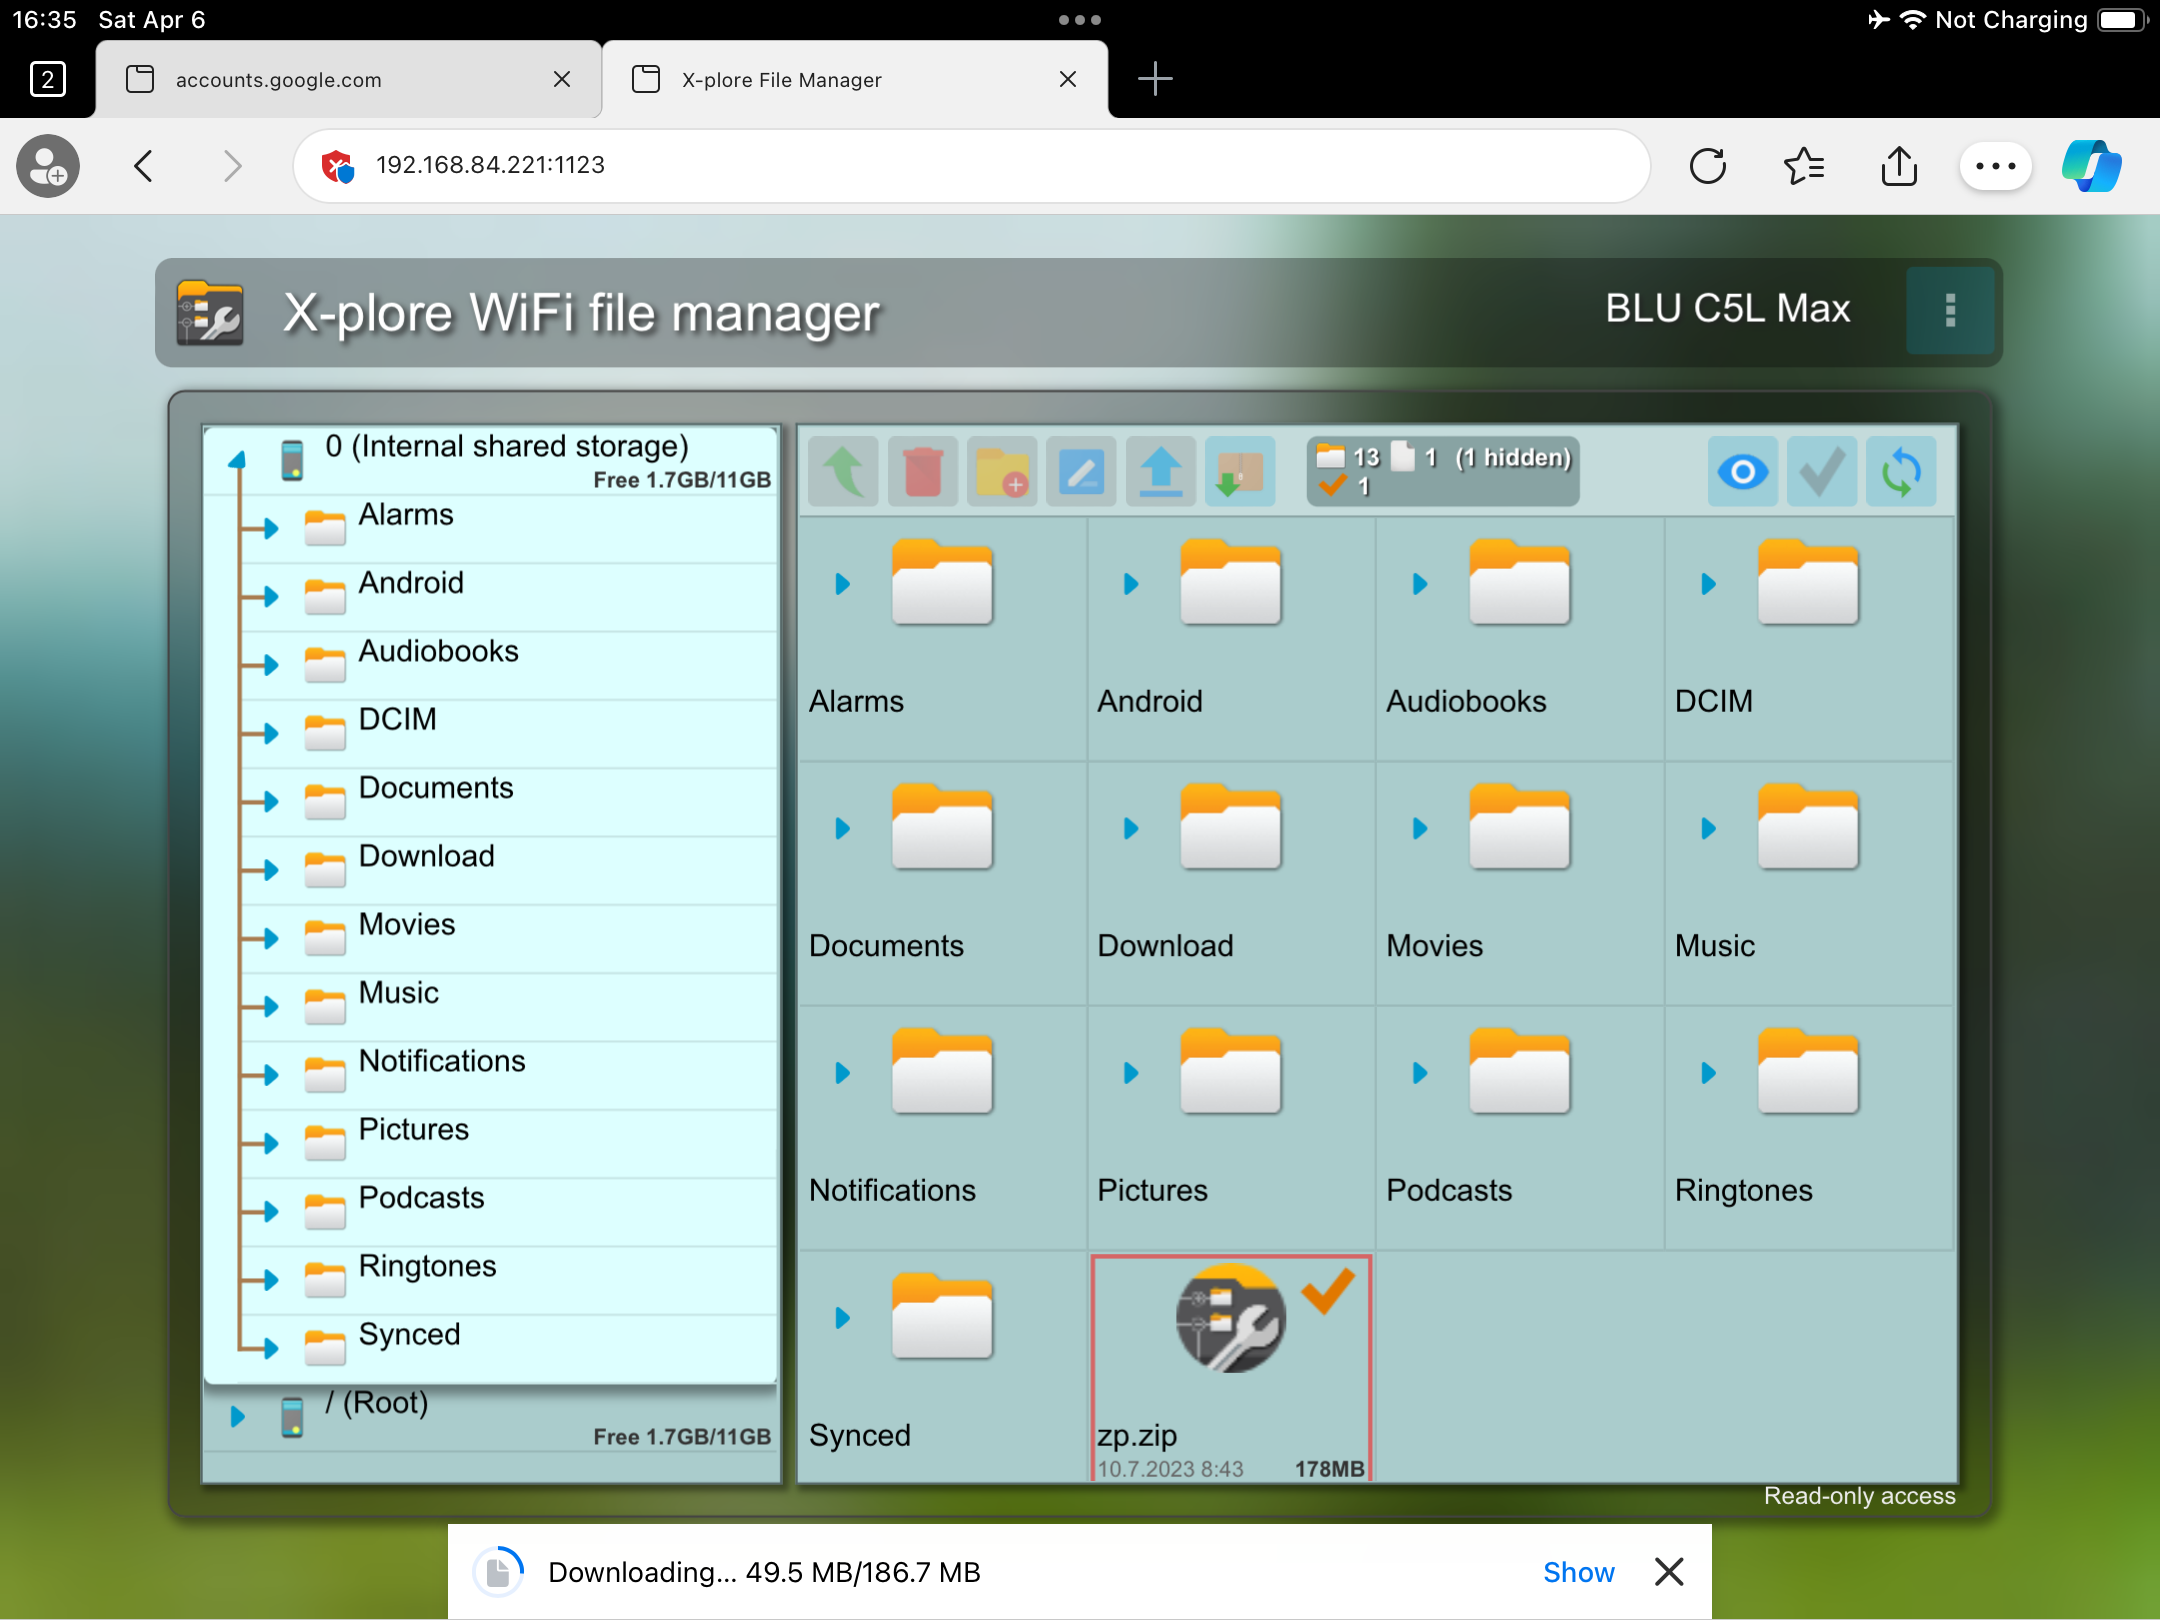 16:35 Sat Apr 6
Not Charging
2
accounts.google.com
X-plore File Manager
192.168.84.221:1123
X-plore WiFi file manager
BLU C5L Max
0 (Internal shared storage)
Free 1.7GB/11GB
Alarms
Android
Audiobooks
DCIM
Documents
Download
Movies
Music
Notifications
Pictures
Podcasts
Ringtones
Synced
/ (Root)
Free 1.7GB/11GB
13 1 (1 hidden)
1
Alarms
Android
Audiobooks
DCIM
Documents
Download
Movies
Music
Notifications
Pictures
Podcasts
Ringtones
Synced
zp.zip
10.7.2023 8:43 178MB
Read-only access
Downloading... 49.5 MB/186.7 MB
Show